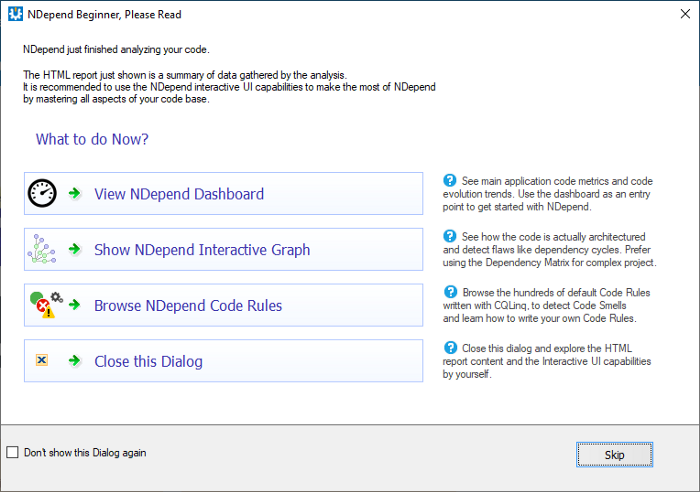 NDepend Beginner, Please Read
NDepend just finished analyzing your code.
The HTML report just shown is a summary of data gathered by the analysis.
It is recommended to use the NDepend interactive UI capabilities to make the most of NDepend
by mastering all aspects of your code base.
What to do Now?
View NDepend Dashboard
See main application code metrics and code
evolution trends. Use the dashboard as an entry
point to get started with NDepend.
Show NDepend Interactive Graph
See how the code is actually architectured
and detect flaws like dependency cycles. Prefer
using the Dependency Matrix for complex project.
Browse NDepend Code Rules
Browse the hundreds of default Code Rules
written with CQLinq, to detect Code Smells
and learn how to write your own Code Rules.
Close this Dialog
Close this dialog and explore the HTML
report content and the Interactive UI capabilities
by yourself.
Don't show this Dialog again
Skip